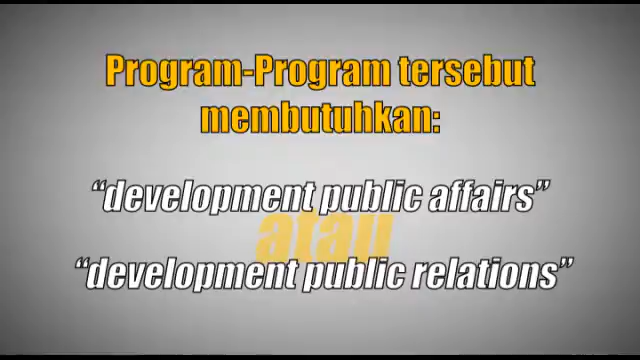 Program-Program tersebut
membutuhkan:
“development public affairs”
atau
“development public relations”